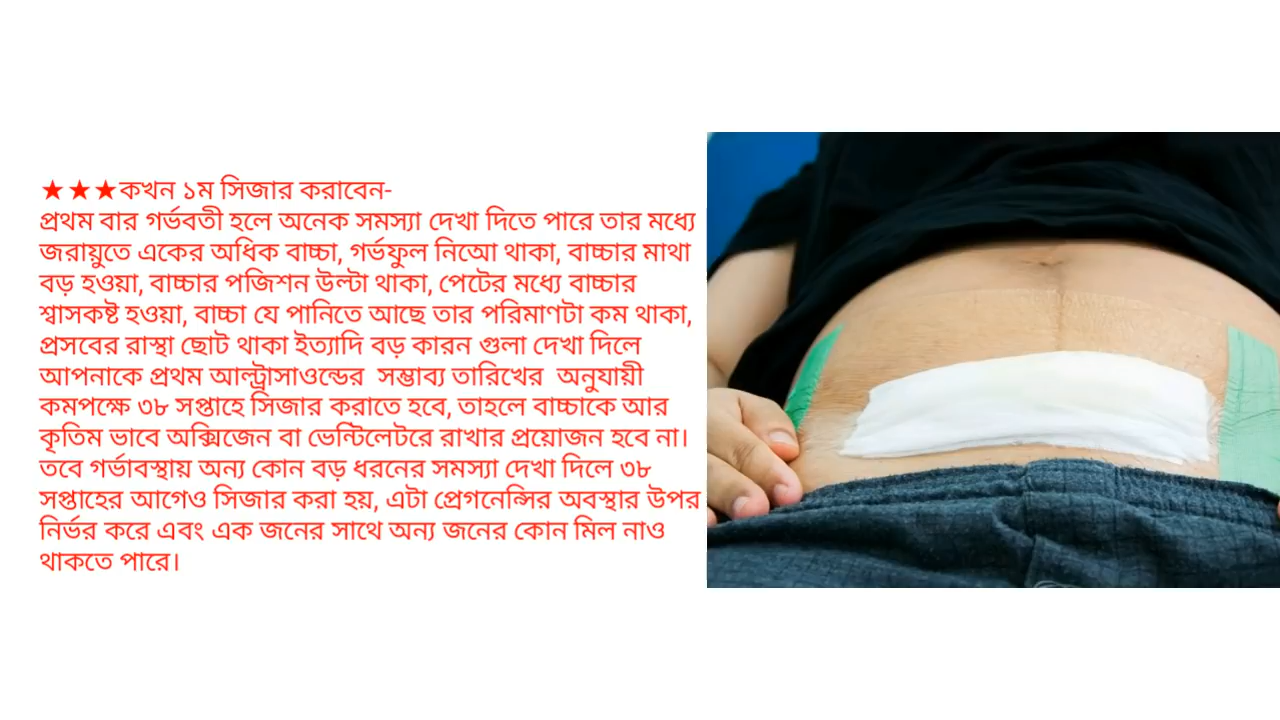 ★★★কখন ১ম সিজার করাবেন-
প্রথম বার গর্ভবতী হলে অনেক সমস্যা দেখা দিতে পারে তার মধ্যে
জরায়ুতে একের অধিক বাচ্চা, গর্ভফুল নিআে থাকা, বাচ্চার মাথা
বড় হওয়া, বাচ্চার পজিশন উল্টা থাকা, পেটের মধ্যে বাচ্চার
শ্বাসকষ্ট হওয়া, বাচ্চা যে পানিতে আছে তার পরিমাণটা কম থাকা,
প্রসবের রাস্থা ছোট থাকা ইত্যাদি বড় কারন গুলা দেখা দিলে
আপনাকে প্রথম আল্ট্রাসাওন্ডের সম্ভাব্য তারিখের অনুযায়ী
কমপক্ষে ৩৮ সপ্তাহে সিজার করাতে হবে, তাহলে বাচ্চাকে আর
কৃতিম ভাবে অক্সিজেন বা ভেন্টিলেটরে রাখার প্রয়োজন হবে না।
তবে গর্ভাবস্থায় অন্য কোন বড় ধরনের সমস্যা দেখা দিলে ৩৮
সপ্তাহের আগেও সিজার করা হয়, এটা প্রেগনেন্সির অবস্থার উপর
নির্ভর করে এবং এক জনের সাথে অন্য জনের কোন মিল নাও
থাকতে পারে।